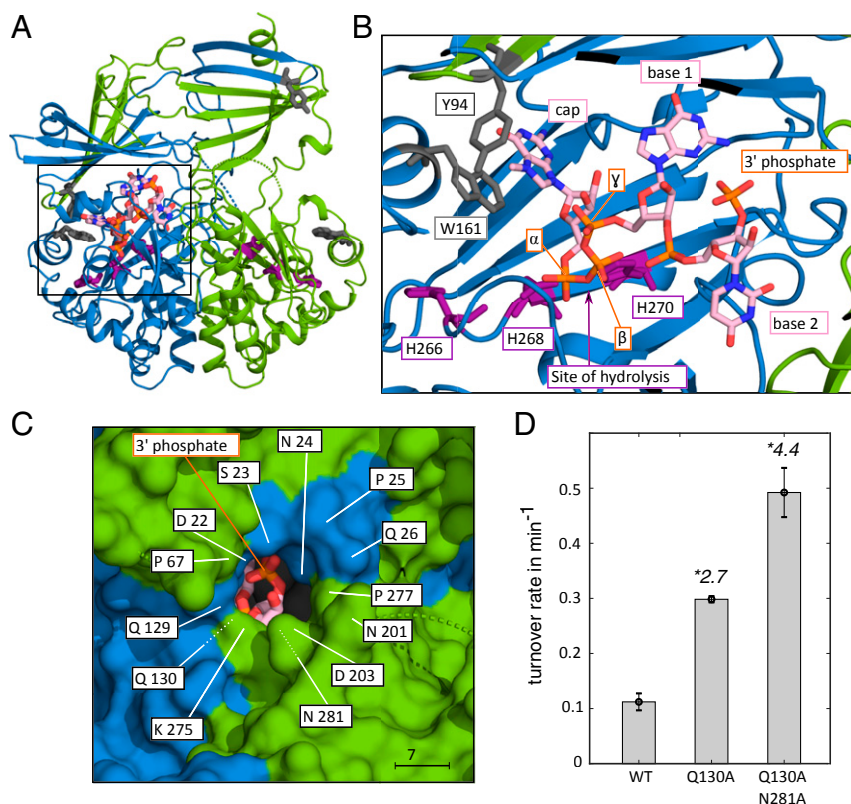 A
B
base 1
Y94
cap
3' phosphate
γ
W161
α
H270
H266
H268
β
base 2
Site of hydrolysis
C
D
3' phosphate
N 24
S 23
P 25
D 22
Q 26
P 67
P 277
Q 129
N 201
Q 130
D 203
K 275
N 281
7
turnover rate in min-1
0.5
0.4
0.3
0.2
0.1
0
*4.4
*2.7
WT
Q130A
Q130A
N281A